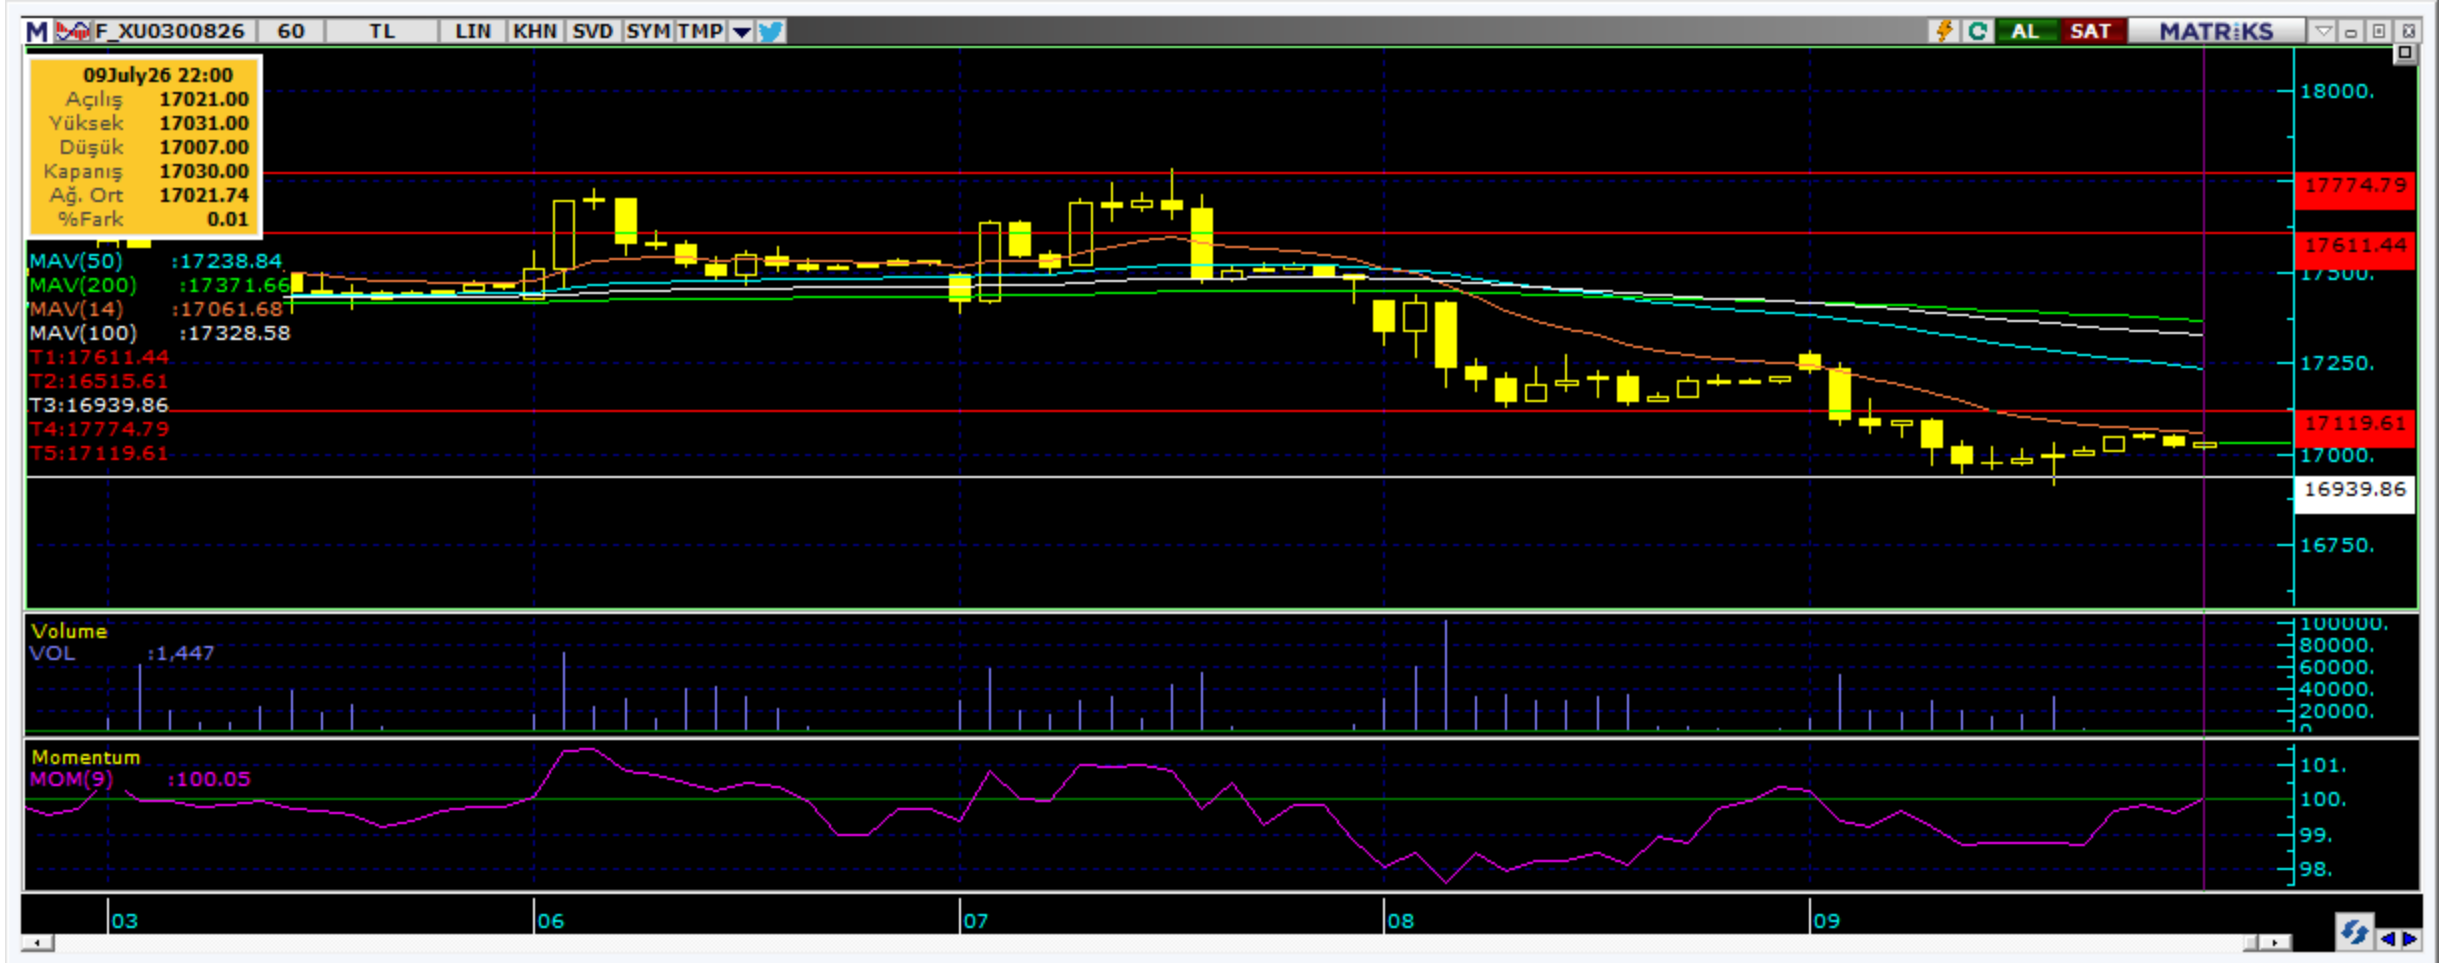 M F_XU0300826 60 TL LIN KHN SVD SYM TMP AL SAT MATRiKS
09July26 22:00
Açılış 17021.00
Yüksek 17031.00
Düşük 17007.00
Kapanış 17030.00
Ağ. Ort 17021.74
%Fark 0.01
MAV(50) :17238.84
MAV(200) :17371.66
MAV(14) :17061.68
MAV(100) :17328.58
T1:17611.44
T2:16515.61
T3:16939.86
T4:17774.79
T5:17119.61
18000.
17774.79
17611.44
17500.
17250.
17119.61
17000.
16939.86
16750.
Volume
VOL :1,447
100000.
80000.
60000.
40000.
20000.
0
Momentum
MOM(9) :100.05
101.
100.
99.
98.
03 06 07 08 09